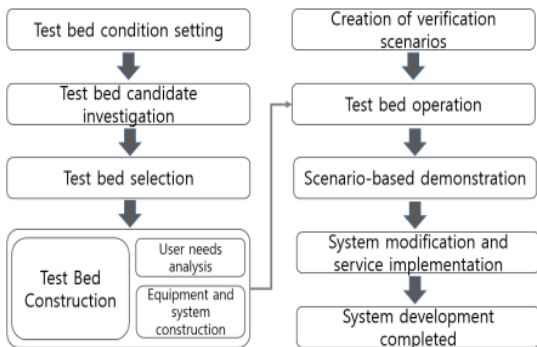 Test bed condition setting
Test bed candidate
investigation
Test bed selection
Test Bed
Construction
User needs
analysis
Equipment and
system
construction
Creation of verification
scenarios
Test bed operation
Scenario-based demonstration
System modification and
service implementation
System development
completed